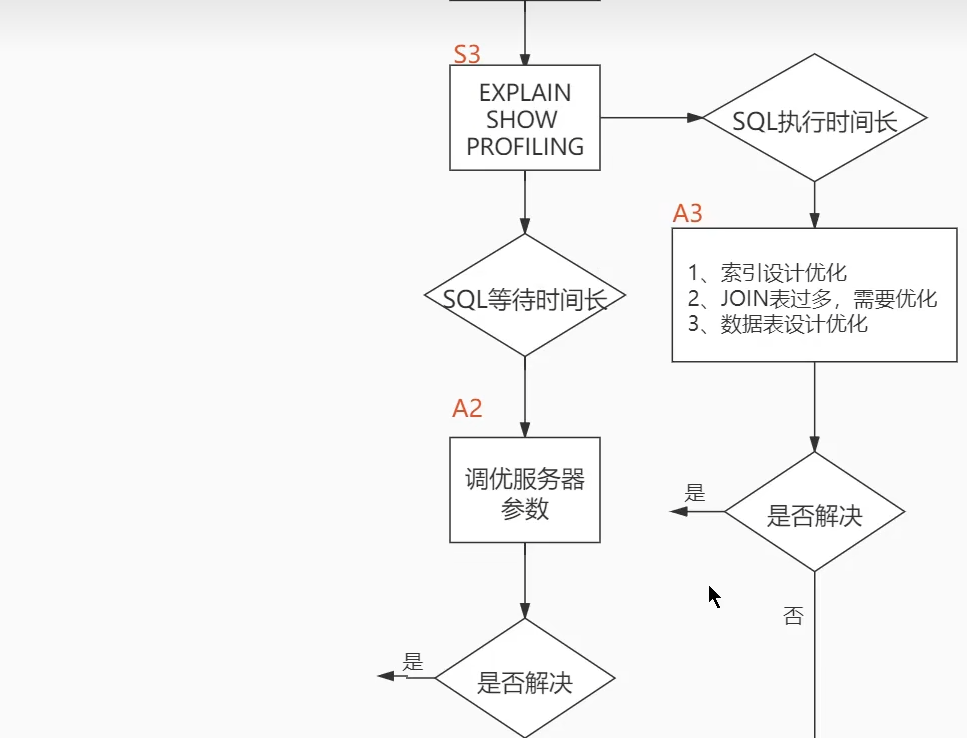 S3
EXPLAIN
SHOW
PROFILING
SQL执行时间长
A3
1、索引设计优化
2、JOIN表过多，需要优化
3、数据表设计优化
SQL等待时间长
A2
调优服务器
参数
是
是否解决
否
是
是否解决